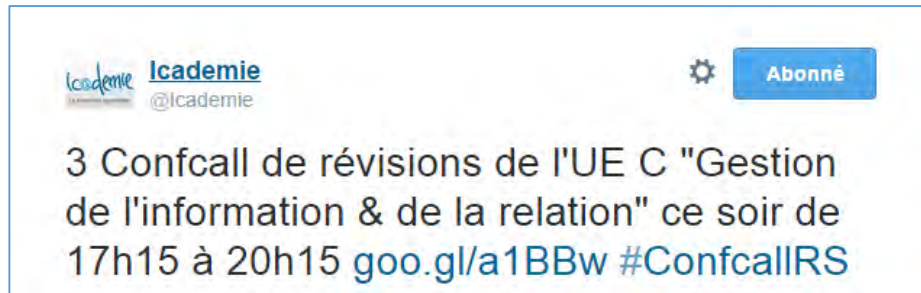 Icademie
Icademie
@Icademie
Abonné
3 Confcall de révisions de l'UE C "Gestion
de l'information & de la relation" ce soir de
17h15 à 20h15 goo.gl/a1BBw #ConfcallRS